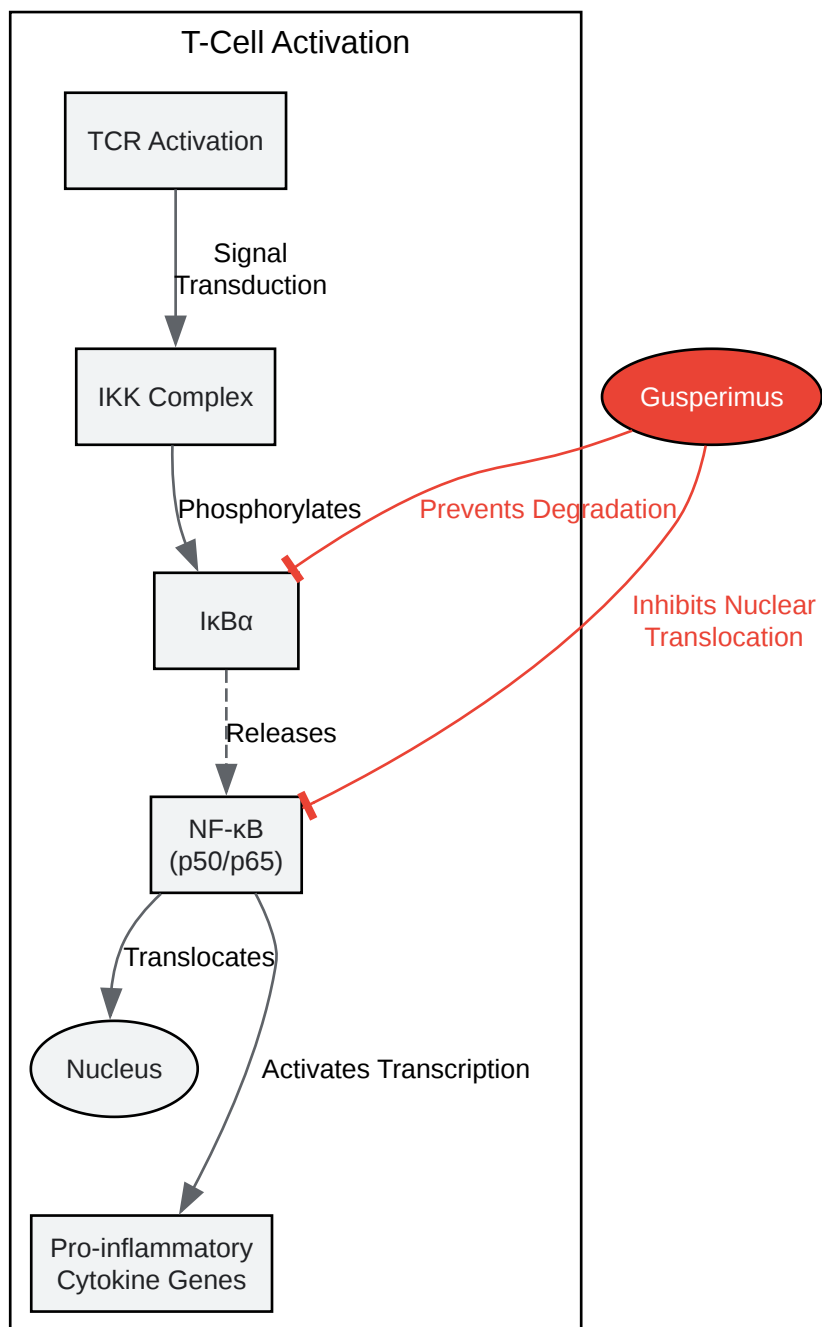 T-Cell Activation
TCR Activation
Signal
Transduction
IKK Complex
Gusperimus
Phosphorylates
Prevents Degradation
IκBα
Inhibits Nuclear
Translocation
Releases
NF-κB
(p50/p65)
Translocates
Nucleus
Activates Transcription
Pro-inflammatory
Cytokine Genes